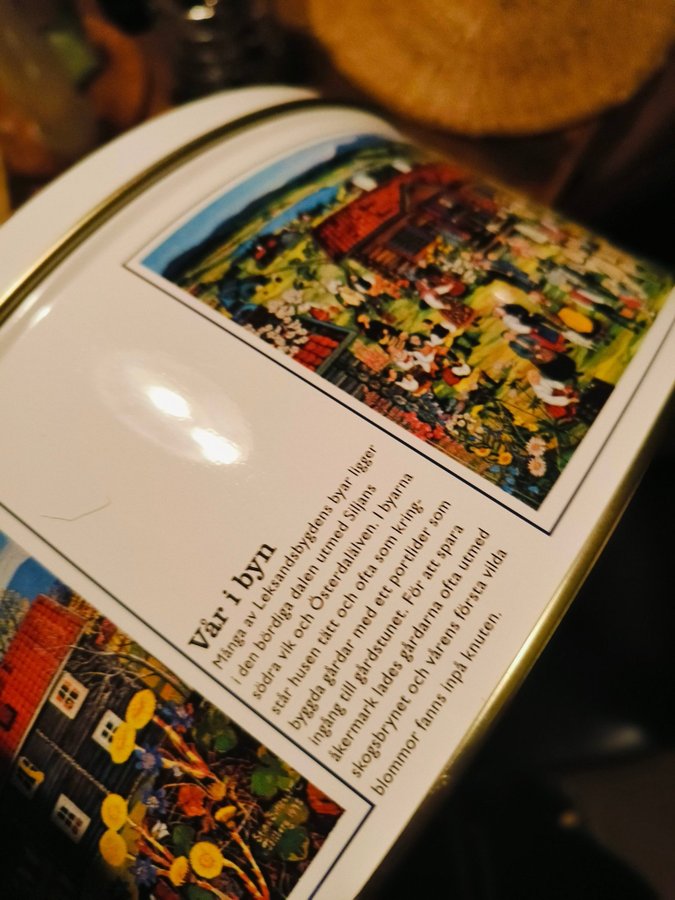 Vår i byn
Många av Leksandsbygdens byar ligger
i den bördiga dalen utmed Siljans
södra vik och Österdalälven. I byarna
står husen tätt och ofta som kring-
byggda gårdar med ett portlider som
ingång till gårdstunet. För att spara
åkermark lades gårdarna ofta utmed
skogsbrynet och vårens första vilda
blommor fanns inpå knuten.